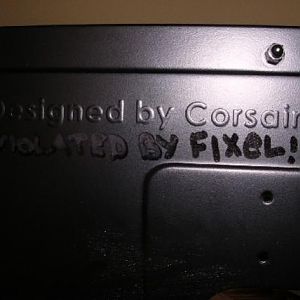 Designed by Corsair
VIOLATED BY FIXEL!